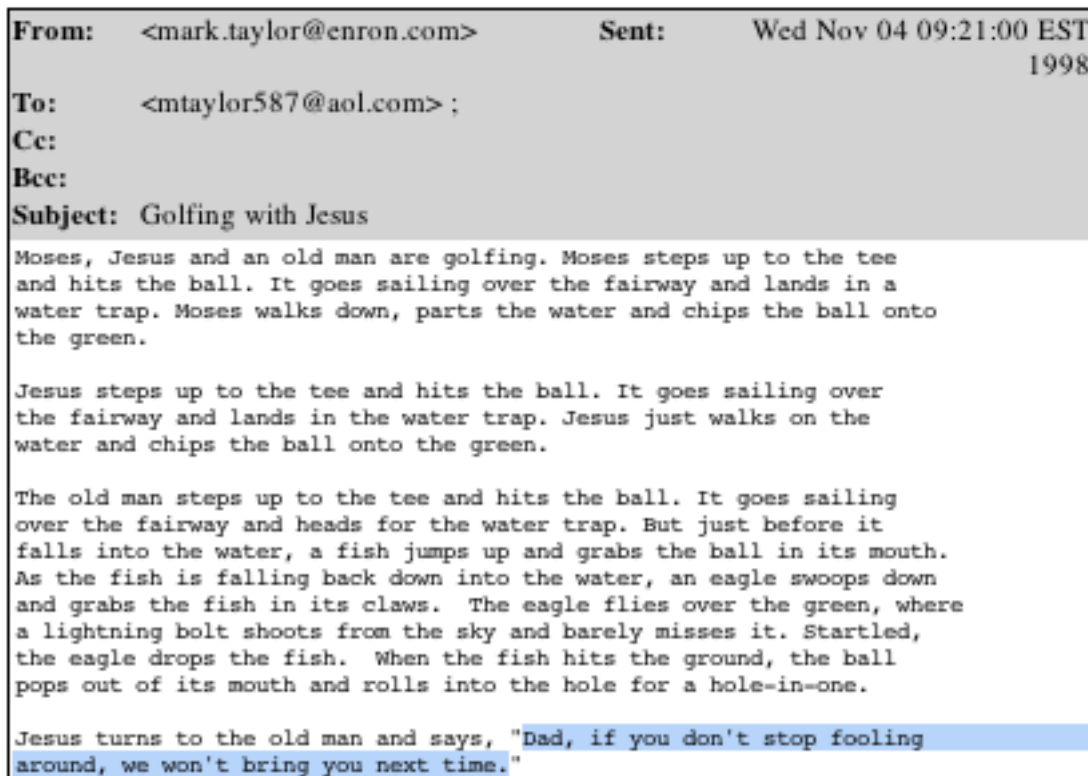 From: <mark.taylor@enron.com> Sent: Wed Nov 04 09:21:00 EST
1998
To: <mtaylor587@aol.com> ;
Cc:
Bcc:
Subject: Golfing with Jesus
Moses, Jesus and an old man are golfing. Moses steps up to the tee
and hits the ball. It goes sailing over the fairway and lands in a
water trap. Moses walks down, parts the water and chips the ball onto
the green.
Jesus steps up to the tee and hits the ball. It goes sailing over
the fairway and lands in the water trap. Jesus just walks on the
water and chips the ball onto the green.
The old man steps up to the tee and hits the ball. It goes sailing
over the fairway and heads for the water trap. But just before it
falls into the water, a fish jumps up and grabs the ball in its mouth.
As the fish is falling back down into the water, an eagle swoops down
and grabs the fish in its claws.  The eagle flies over the green, where
a lightning bolt shoots from the sky and barely misses it. Startled,
the eagle drops the fish.  When the fish hits the ground, the ball
pops out of its mouth and rolls into the hole for a hole-in-one.
Jesus turns to the old man and says, "Dad, if you don't stop fooling
around, we won't bring you next time."